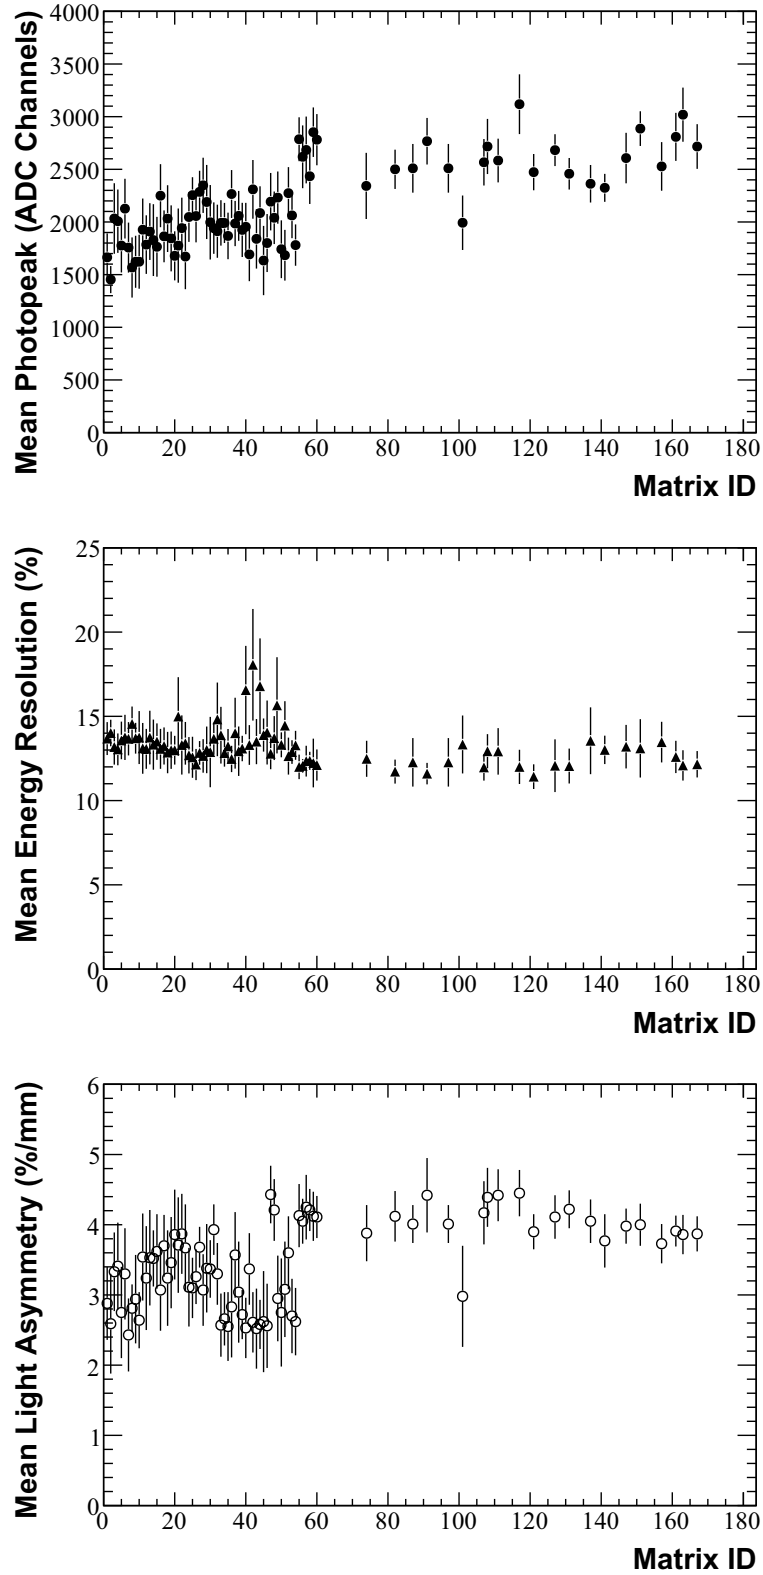 Mean Photopeak (ADC Channels)
4000
3500
3000
2500
2000
1500
1000
500
0
0 20 40 60 80 100 120 140 160 180
Matrix ID
Mean Energy Resolution (%)
25
20
15
10
5
0
0 20 40 60 80 100 120 140 160 180
Matrix ID
Mean Light Asymmetry (%/mm)
6
5
4
3
2
1
0
0 20 40 60 80 100 120 140 160 180
Matrix ID